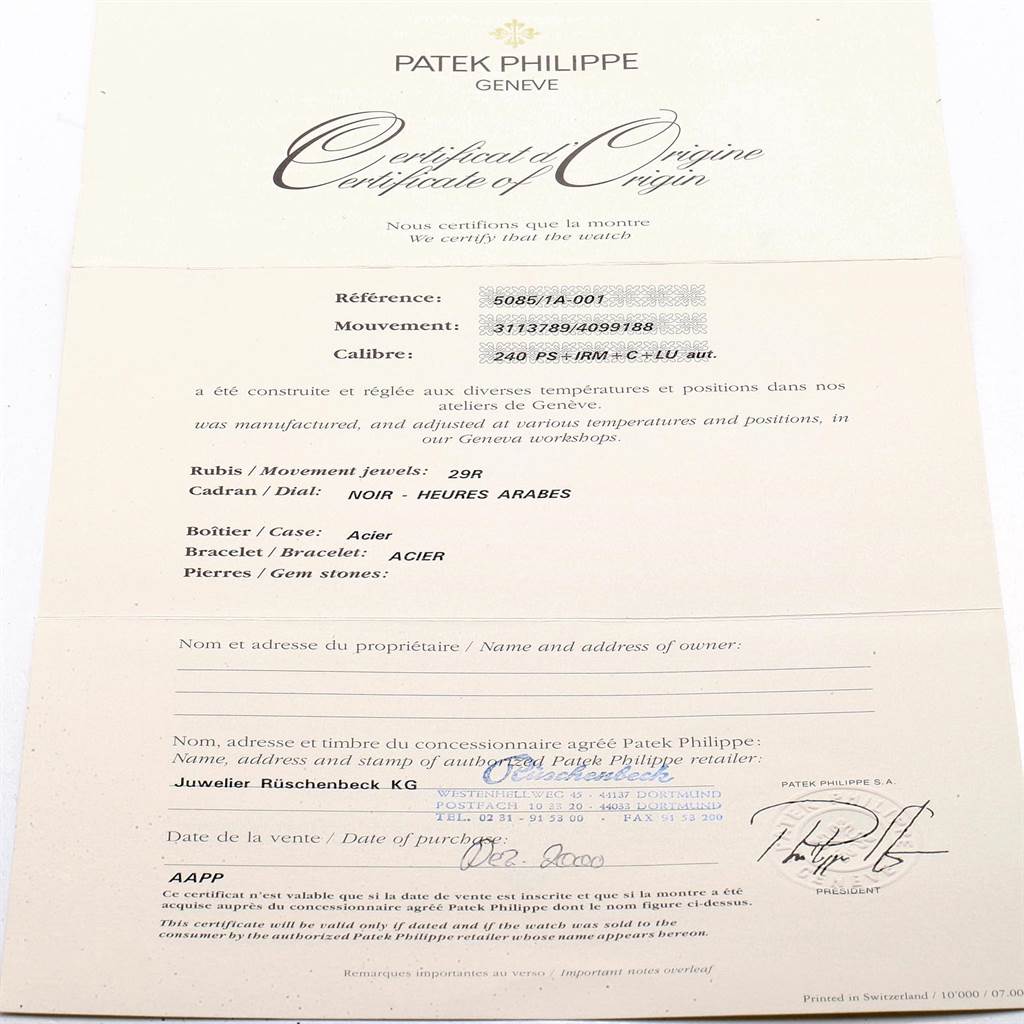 PATEK PHILIPPE
GENEVE
Certificat d'Origine
Certificate of Origin
Nous certifions que la montre
We certify that the watch
Référence: 5085/1A-001
Mouvement: 3113789/4099188
Calibre: 240 PS+IRM+C+LU aut.
a été construite et réglée aux diverses températures et positions dans nos
ateliers de Genève.
was manufactured, and adjusted at various temperatures and positions, in
our Geneva workshops.
Rubis / Movement jewels: 29R
Cadran / Dial: NOIR - HEURES ARABES
Boîtier / Case: Acier
Bracelet / Bracelet: ACIER
Pierres / Gem stones:
Nom et adresse du propriétaire / Name and address of owner:
Nom, adresse et timbre du concessionnaire agréé Patek Philippe:
Name, address and stamp of authorized Patek Philippe retailer:
Rüschenbeck
Juwelier Rüschenbeck KG
WESTENHELLWEG 45 - 44137 DORTMUND
POSTFACH 10 33 20 - 44033 DORTMUND
TEL. 02 31 - 91 53 00 - FAX 91 53 200
PATEK PHILIPPE S.A.
Date de la vente / Date of purchase:
Dez. 2000
PRÉSIDENT
AAPP
Ce certificat n'est valable que si la date de vente est inscrite et que si la montre a été
acquise auprès du concessionnaire agréé Patek Philippe dont le nom figure ci-dessus.
This certificate will be valid only if dated and if the watch was sold to the
consumer by the authorized Patek Philippe retailer whose name appears hereon.
Remarques importantes au verso / Important notes overleaf
Printed in Switzerland / 10'000 / 07.00